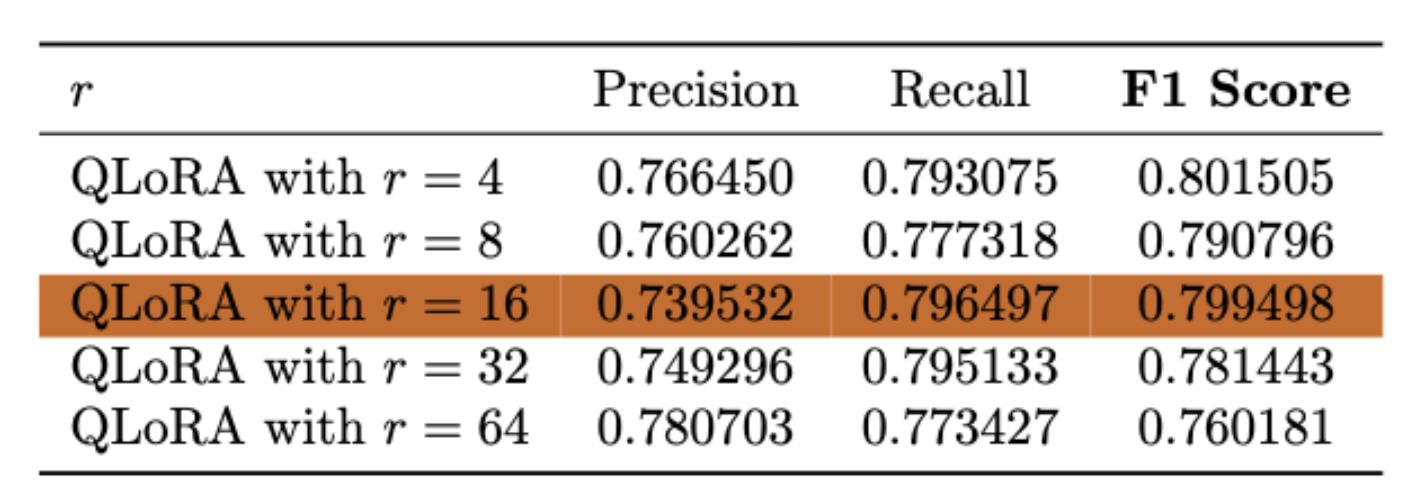 r Precision Recall F1 Score
QLoRA with r = 4 0.766450 0.793075 0.801505
QLoRA with r = 8 0.760262 0.777318 0.790796
QLoRA with r = 16 0.739532 0.796497 0.799498
QLoRA with r = 32 0.749296 0.795133 0.781443
QLoRA with r = 64 0.780703 0.773427 0.760181